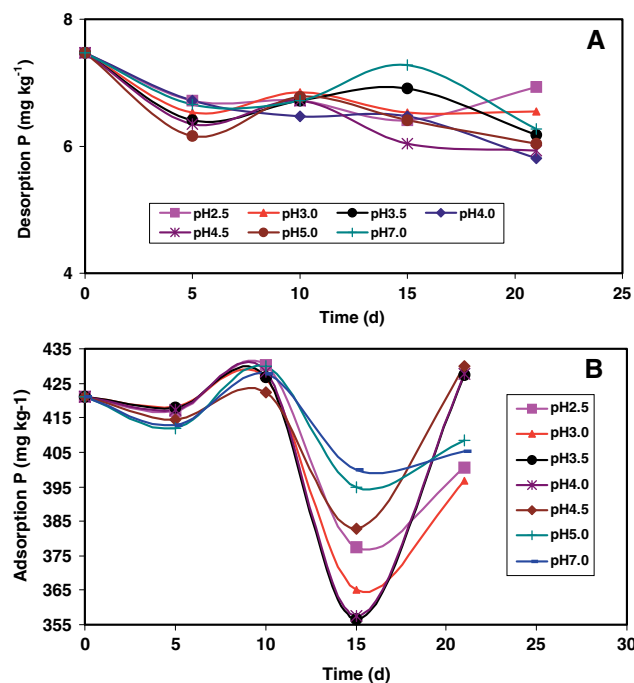 A
8
6
4
Desorption P (mg kg-1)
pH2.5 pH3.0 pH3.5 pH4.0
pH4.5 pH5.0 pH7.0
0 5 10 15 20 25
Time (d)
B
435
425
415
405
395
385
375
365
355
Adsorption P (mg kg-1)
pH2.5
pH3.0
pH3.5
pH4.0
pH4.5
pH5.0
pH7.0
0 5 10 15 20 25 30
Time (d)